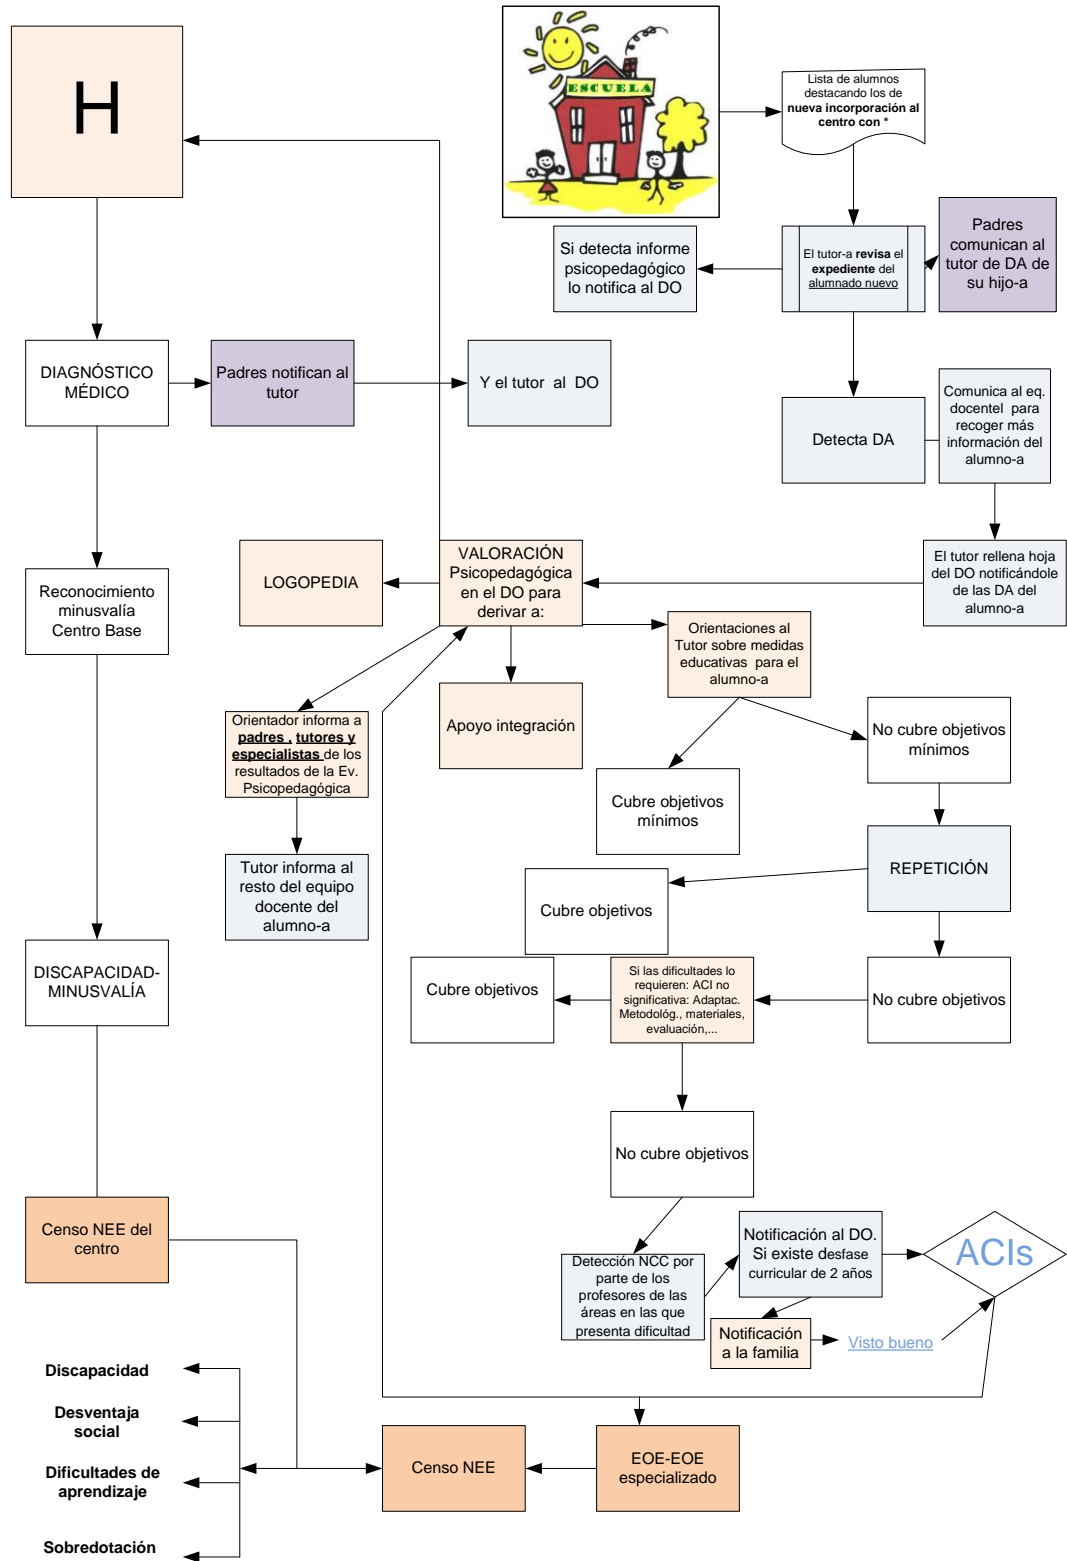 H
ESCUELA
Lista de alumnos
destacando los de
nueva incorporación al
centro con *
Si detecta informe
psicopedagógico
lo notifica al DO
El tutor-a revisa el
expediente del
alumnado nuevo
Padres
comunican al
tutor de DA de
su hijo-a
DIAGNÓSTICO
MÉDICO
Padres notifican al
tutor
Y el tutor al DO
Detecta DA
Comunica al eq.
docentel para
recoger más
información del
alumno-a
Reconocimiento
minusvalía
Centro Base
LOGOPEDIA
VALORACIÓN
Psicopedagógica
en el DO para
derivar a:
El tutor rellena hoja
del DO notificándole
de las DA del
alumno-a
Orientaciones al
Tutor sobre medidas
educativas para el
alumno-a
Orientador informa a
padres , tutores y
especialistas de los
resultados de la Ev.
Psicopedagógica
Apoyo integración
No cubre objetivos
mínimos
Cubre objetivos
mínimos
Tutor informa al
resto del equipo
docente del
alumno-a
REPETICIÓN
Cubre objetivos
DISCAPACIDAD-
MINUSVALÍA
Cubre objetivos
Si las dificultades lo
requieren: ACI no
significativa: Adaptac.
Metodológ., materiales,
evaluación,...
No cubre objetivos
No cubre objetivos
Censo NEE del
centro
Detección NCC por
parte de los
profesores de las
áreas en las que
presenta dificultad
Notificación al DO.
Si existe desfase
curricular de 2 años
ACIs
Notificación
a la familia
Visto bueno
Discapacidad
Desventaja
social
Dificultades de
aprendizaje
Sobredotación
Censo NEE
EOE-EOE
especializado